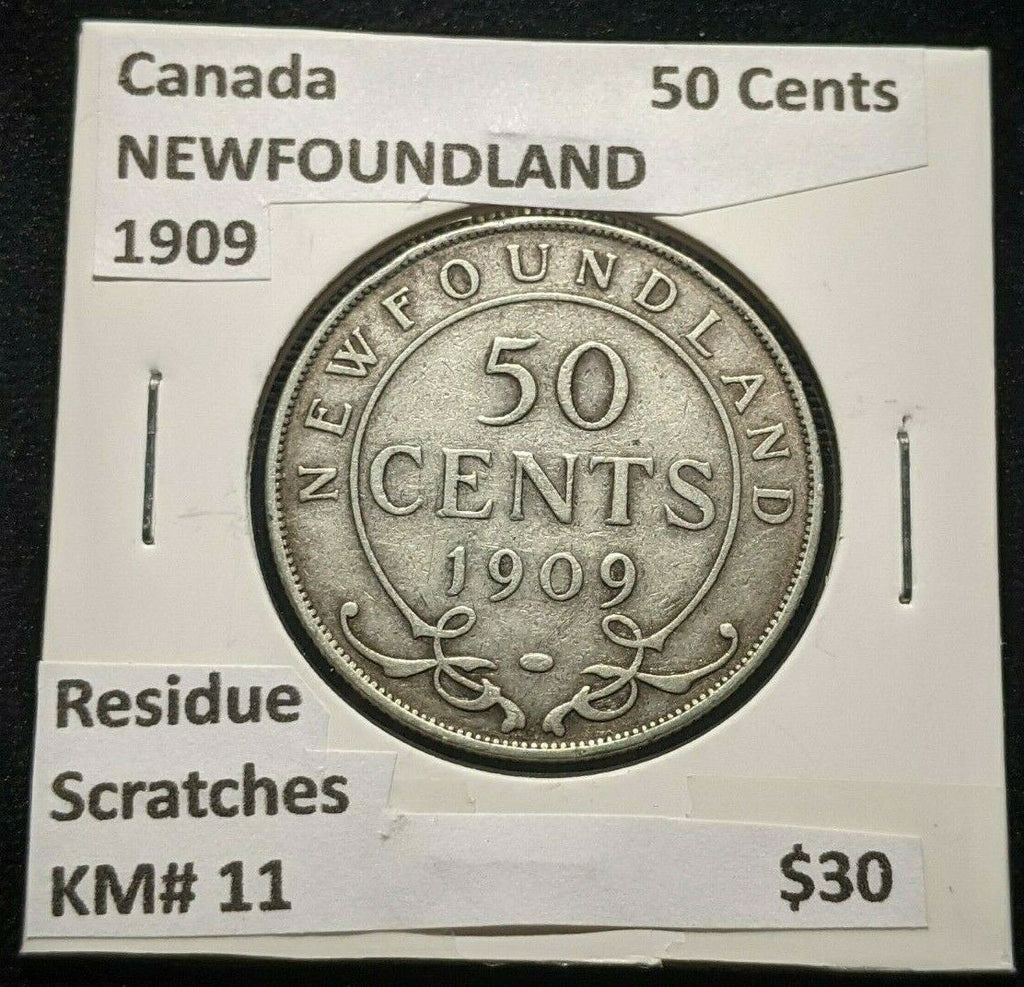 Canada 50 Cents
NEWFOUNDLAND
1909
NEWFOUNDLAND
50
CENTS
1909
Residue
Scratches
KM# 11 $30